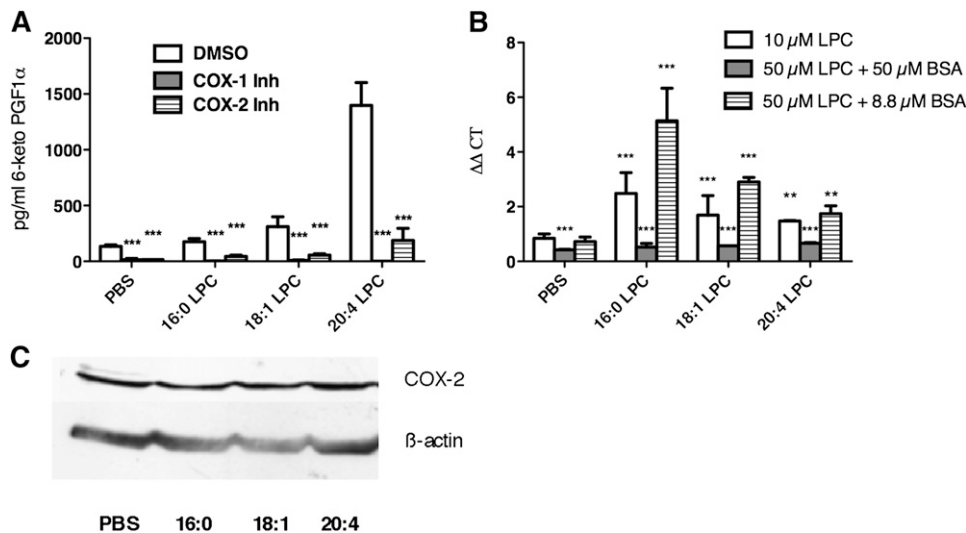 A
pg/ml 6-keto PGF1α
2000
1500
1000
500
0
DMSO
COX-1 Inh
COX-2 Inh
*** ***
*** ***
*** ***
*** ***
PBS
16:0 LPC
18:1 LPC
20:4 LPC
B
ΔΔ CT
8
6
4
2
0
10 µM LPC
50 µM LPC + 50 µM BSA
50 µM LPC + 8.8 µM BSA
***
*** *** ***
*** *** ***
** *** **
PBS
16:0 LPC
18:1 LPC
20:4 LPC
C
COX-2
ß-actin
PBS 16:0 18:1 20:4